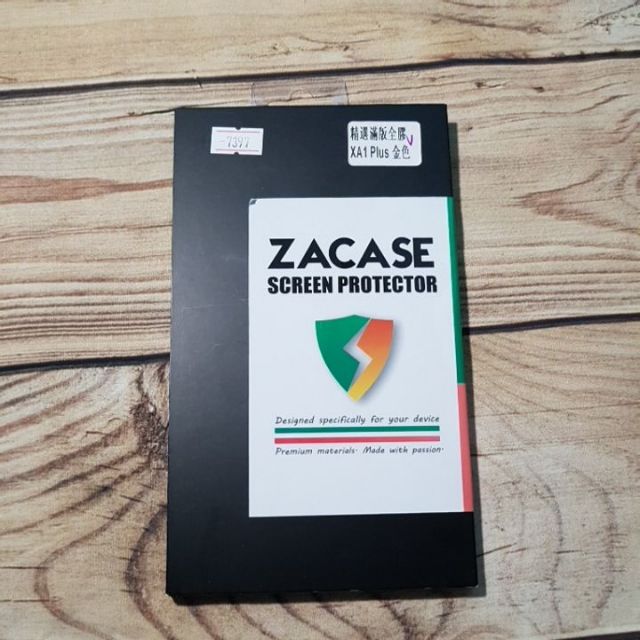 -7397
精選滿版全膠 V
XA1 Plus 金色
ZACASE
SCREEN PROTECTOR
Designed specifically for your device
Premium materials· Made with passion·